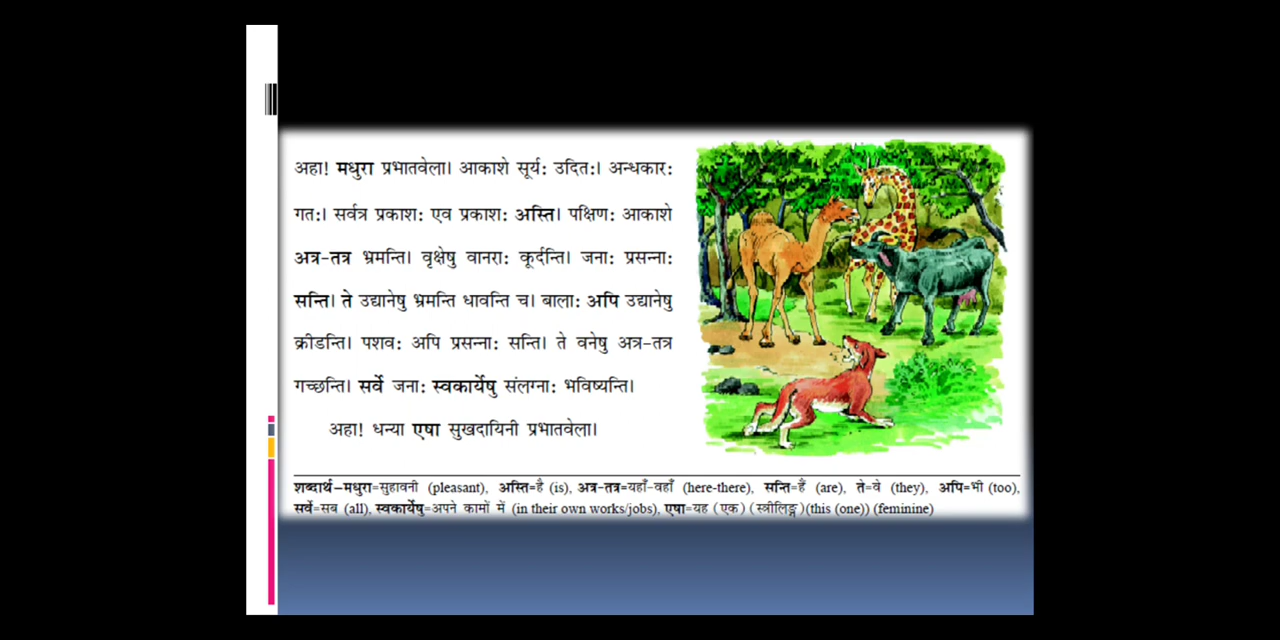 अहा! मधुरा प्रभातवेला। आकाशे सूर्य: उदित:। अन्धकार:
गत:। सर्वत्र प्रकाश: एव प्रकाश: अस्ति। पक्षिण: आकाशे
अत्र-तत्र भ्रमन्ति। वृक्षेषु वानरा: कूर्दन्ति। जना: प्रसन्ना:
सन्ति। ते उद्यानेषु भ्रमन्ति धावन्ति च। बाला: अपि उद्यानेषु
क्रीडन्ति। पशव: अपि प्रसन्ना: सन्ति। ते वनेषु अत्र-तत्र
गच्छन्ति। सर्वे जना: स्वकार्येषु संलग्ना: भविष्यन्ति।
अहा! धन्या एषा सुखदायिनी प्रभातवेला।
शब्दार्थ–मधुरा=सुहावनी (pleasant), अस्ति=है (is), अत्र-तत्र=यहाँ-वहाँ (here-there), सन्ति=हैं (are), ते=वे (they), अपि=भी (too),
सर्वे=सब (all), स्वकार्येषु=अपने कामों में (in their own works/jobs), एषा=यह (एक) (स्त्रीलिङ्ग)(this (one)) (feminine)